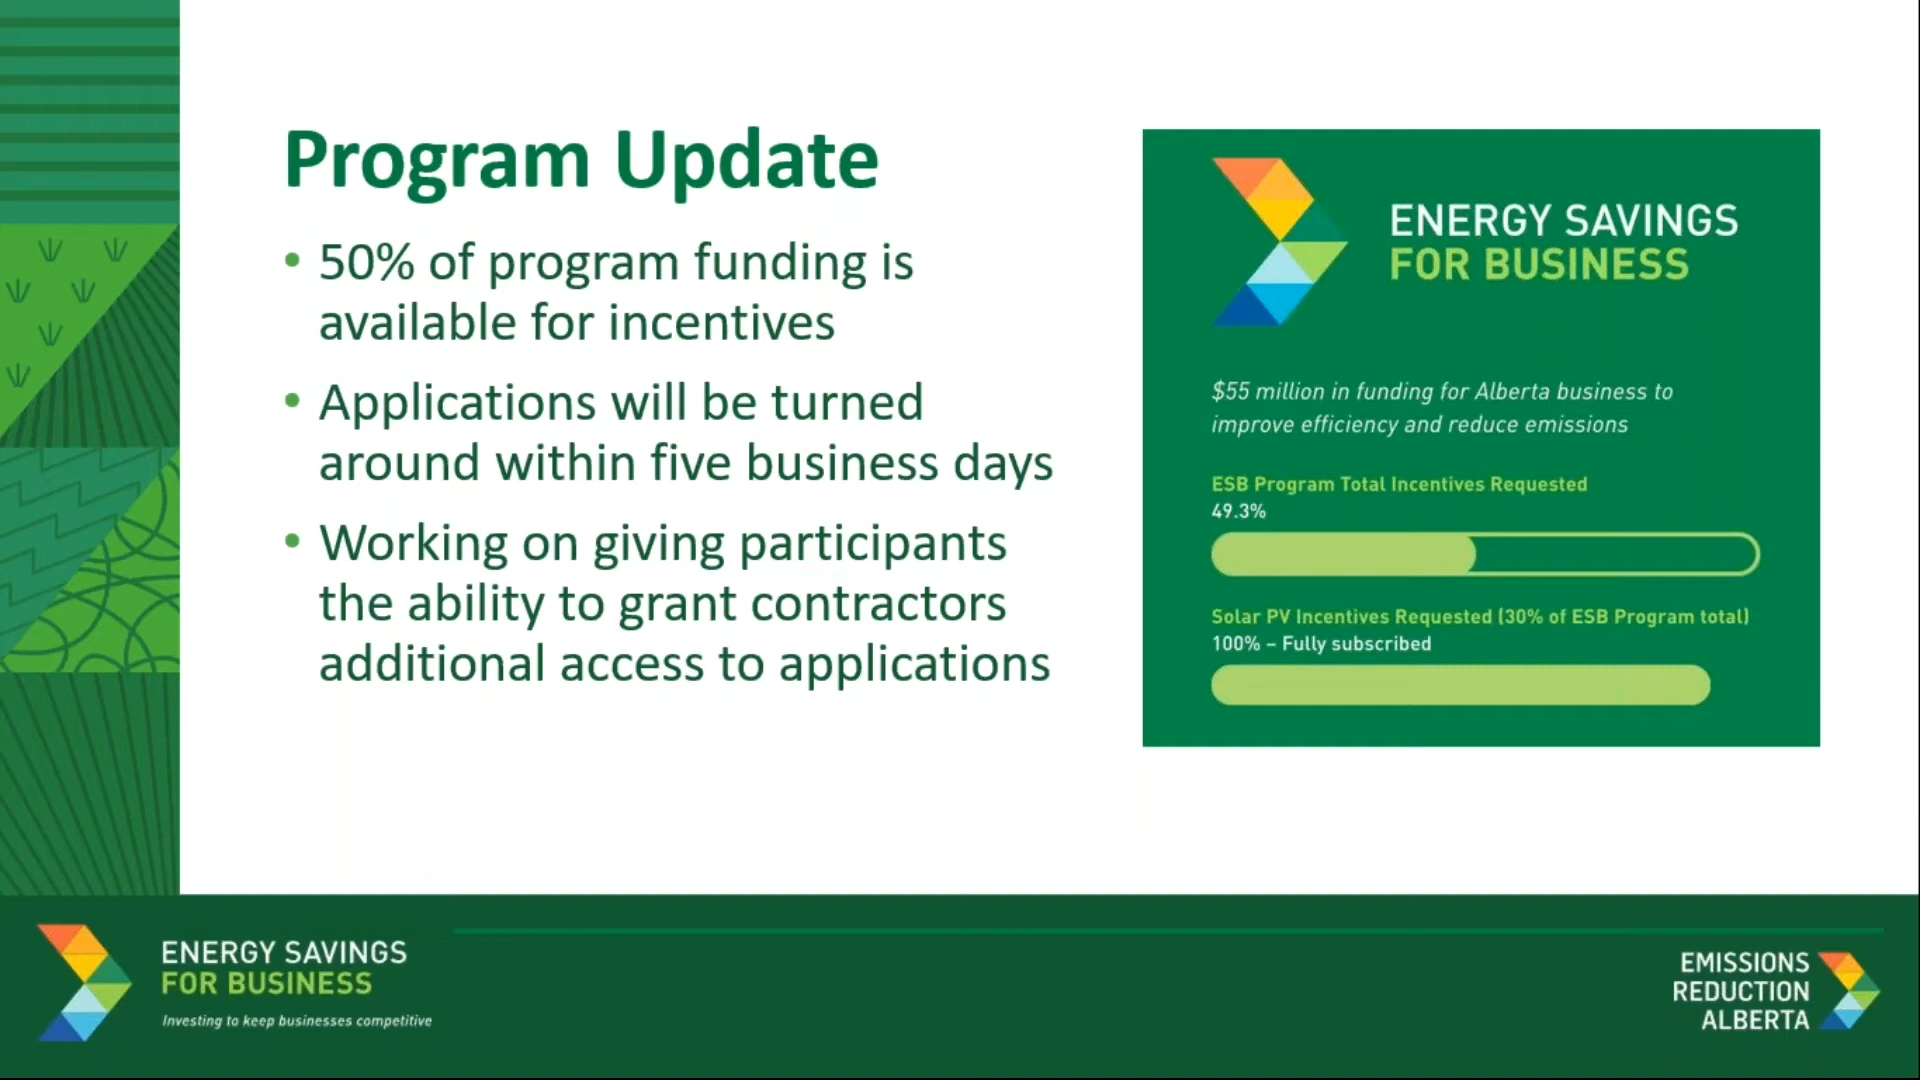 Program Update
• 50% of program funding is
available for incentives
• Applications will be turned
around within five business days
• Working on giving participants
the ability to grant contractors
additional access to applications
ENERGY SAVINGS
FOR BUSINESS
$55 million in funding for Alberta business to
improve efficiency and reduce emissions
ESB Program Total Incentives Requested
49.3%
Solar PV Incentives Requested (30% of ESB Program total)
100% – Fully subscribed
ENERGY SAVINGS
FOR BUSINESS
Investing to keep businesses competitive
EMISSIONS
REDUCTION
ALBERTA